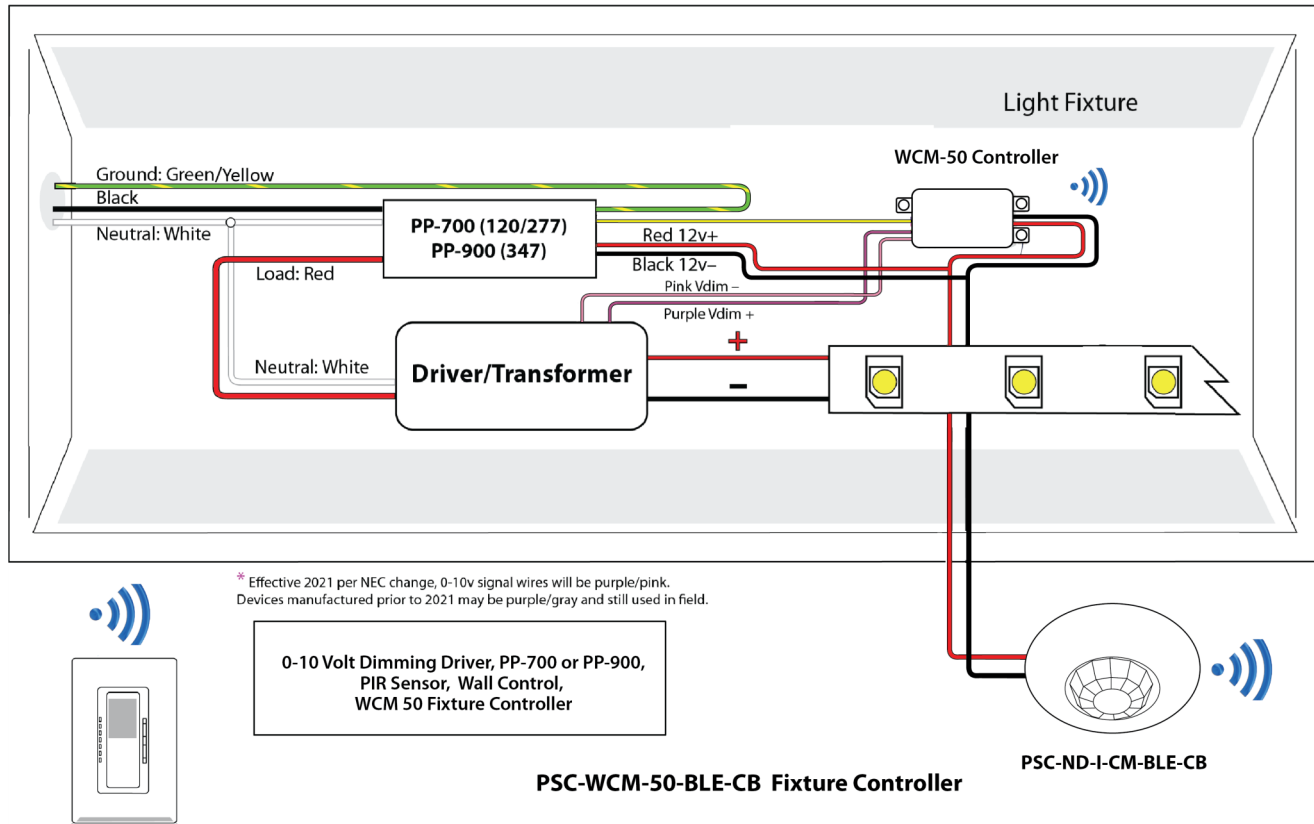 Light Fixture
WCM-50 Controller
Ground: Green/Yellow
Black
Neutral: White
PP-700 (120/277)
PP-900 (347)
Red 12v+
Black 12v–
Load: Red
Pink Vdim –
Purple Vdim +
+
–
Neutral: White
Driver/Transformer
* Effective 2021 per NEC change, 0-10v signal wires will be purple/pink.
Devices manufactured prior to 2021 may be purple/gray and still used in field.
0-10 Volt Dimming Driver, PP-700 or PP-900,
PIR Sensor, Wall Control,
WCM 50 Fixture Controller
PSC-ND-I-CM-BLE-CB
PSC-WCM-50-BLE-CB Fixture Controller